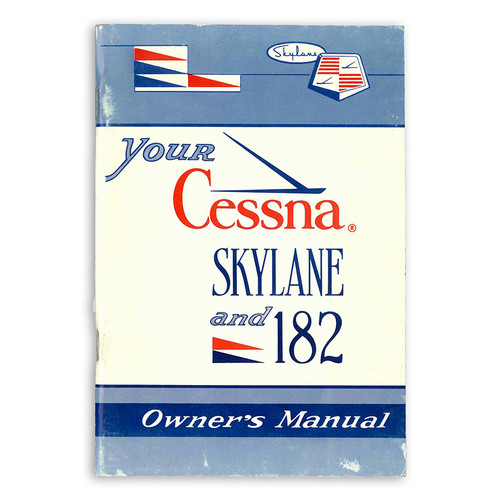 Skylane
YOUR
Cessna®
SKYLANE
and 182
Owner's Manual